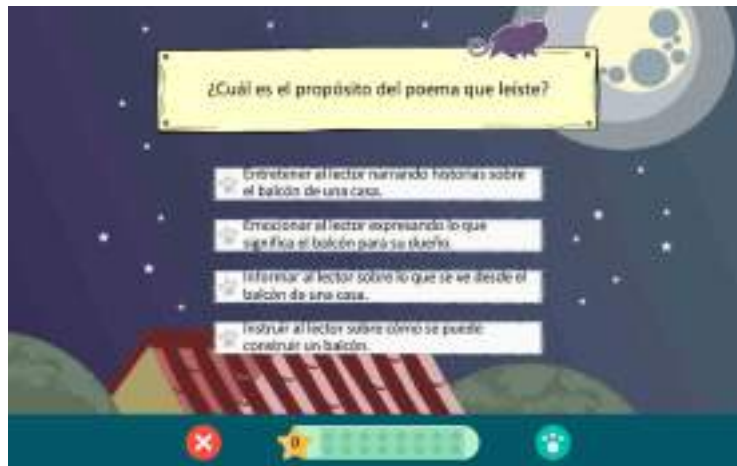 ¿Cuál es el propósito del poema que leíste?
Entretener al lector narrando historias sobre
el balcón de una casa.
Emocionar al lector expresando lo que
significa el balcón para su dueño.
Informar al lector sobre lo que se ve desde el
balcón de una casa.
Instruir al lector sobre cómo se puede
construir un balcón.
0